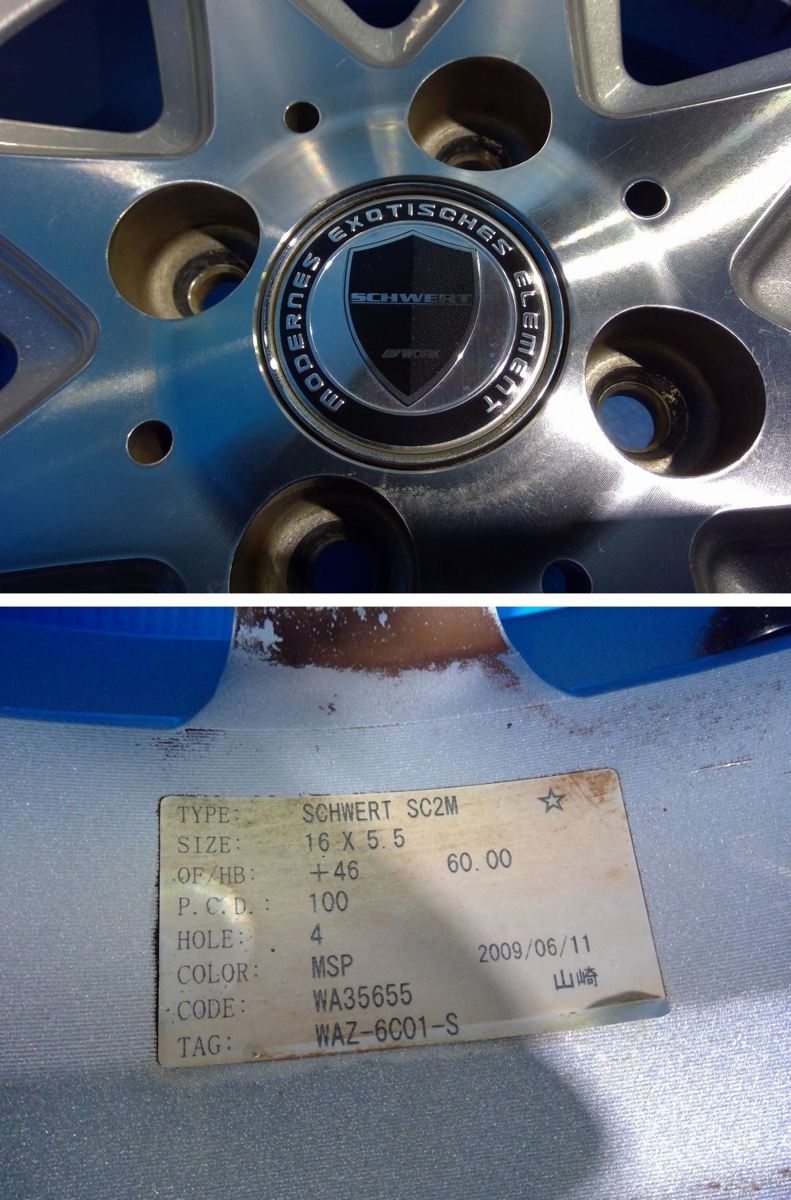 MODERNES EXOTISCHES ELEMENT
SCHWERT
WORK
TYPE: SCHWERT SC2M ☆
SIZE: 16 X 5.5
OF/HB: +46 60.00
P.C.D.: 100
HOLE: 4
COLOR: MSP 2009/06/11
CODE: WA35655 山崎
TAG: WAZ-6C01-S